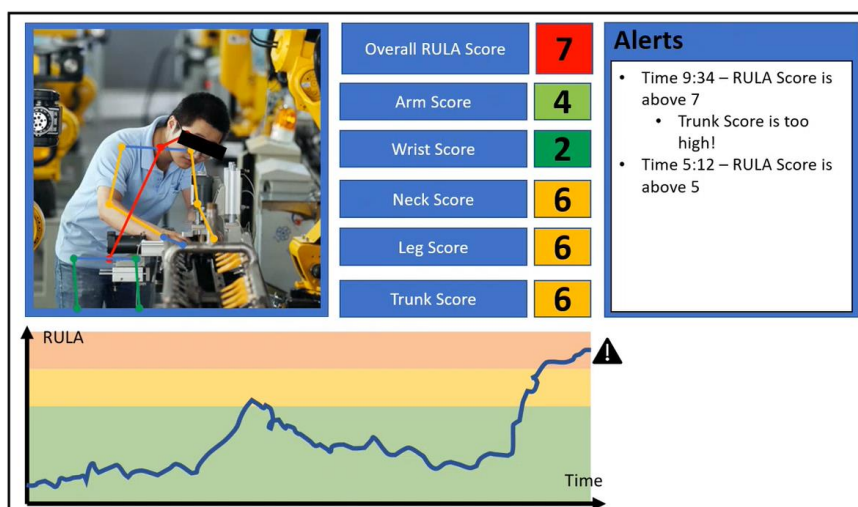 Overall RULA Score
7
Arm Score
4
Wrist Score
2
Neck Score
6
Leg Score
6
Trunk Score
6
Alerts
• Time 9:34 – RULA Score is
above 7
• Trunk Score is too
high!
• Time 5:12 – RULA Score is
above 5
RULA
!
Time